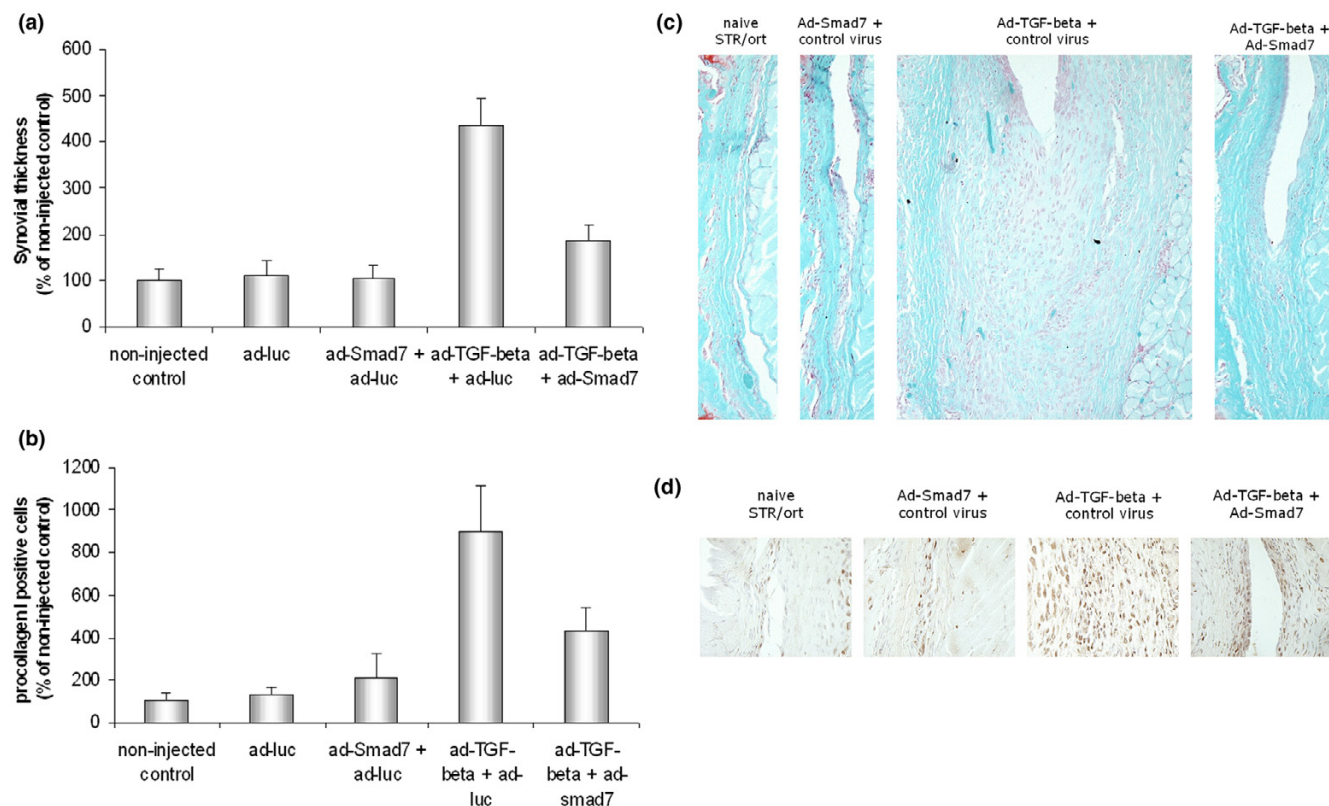 (a)
600
500
400
300
200
100
0
Synovial thickness
(% of non-injected control)
non-injected
control
ad-luc
ad-Smad7 +
ad-luc
ad-TGF-beta
+ ad-luc
ad-TGF-beta
+ ad-Smad7
(b)
1200
1000
800
600
400
200
0
procollagen I positive cells
(% of non-injected control)
non-injected
control
ad-luc
ad-Smad7 +
ad-luc
ad-TGF-
beta + ad-
luc
ad-TGF-
beta + ad-
smad7
(c)
naive
STR/ort
Ad-Smad7 +
control virus
Ad-TGF-beta +
control virus
Ad-TGF-beta +
Ad-Smad7
(d)
naive
STR/ort
Ad-Smad7 +
control virus
Ad-TGF-beta +
control virus
Ad-TGF-beta +
Ad-Smad7